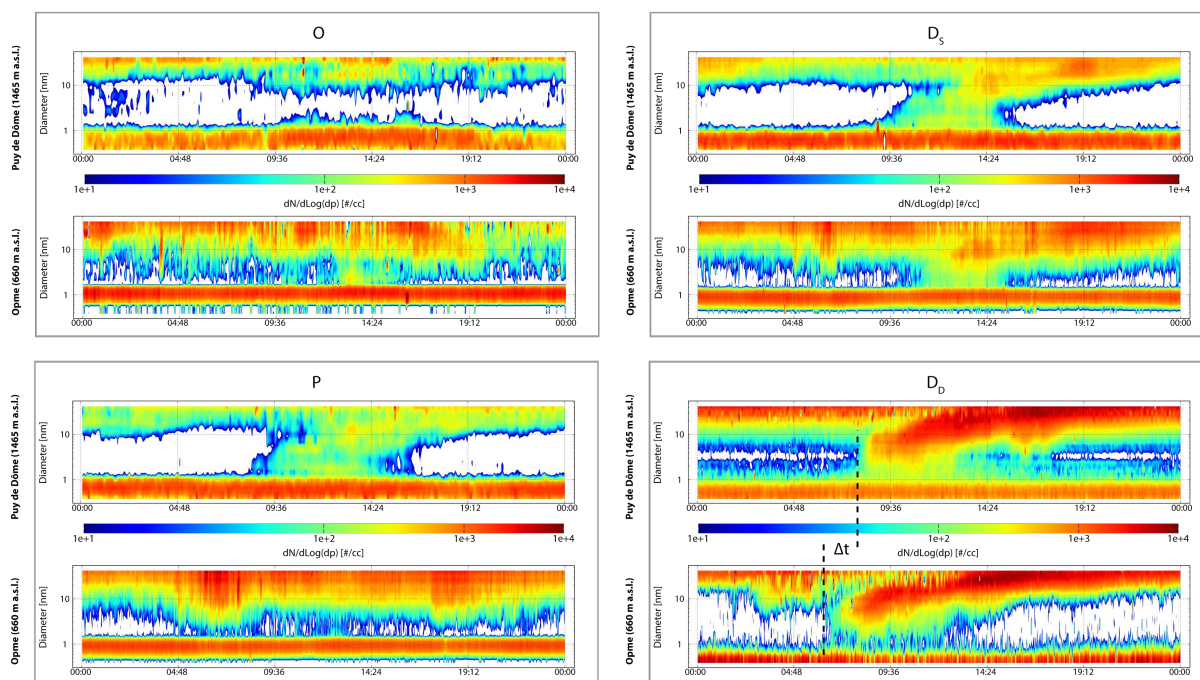 O
Puy de Dôme (1465 m a.s.l.)
Diameter [nm]
10
1
00:00 04:48 09:36 14:24 19:12 00:00
1e+1 1e+2 1e+3 1e+4
dN/dLog(dp) [#/cc]
Opme (660 m a.s.l.)
Diameter [nm]
10
1
00:00 04:48 09:36 14:24 19:12 00:00
DS
Puy de Dôme (1465 m a.s.l.)
Diameter [nm]
10
1
00:00 04:48 09:36 14:24 19:12 00:00
1e+1 1e+2 1e+3 1e+4
dN/dLog(dp) [#/cc]
Opme (660 m a.s.l.)
Diameter [nm]
10
1
00:00 04:48 09:36 14:24 19:12 00:00
P
Puy de Dôme (1465 m a.s.l.)
Diameter [nm]
10
1
00:00 04:48 09:36 14:24 19:12 00:00
1e+1 1e+2 1e+3 1e+4
dN/dLog(dp) [#/cc]
Opme (660 m a.s.l.)
Diameter [nm]
10
1
00:00 04:48 09:36 14:24 19:12 00:00
DD
Puy de Dôme (1465 m a.s.l.)
Diameter [nm]
10
1
00:00 04:48 09:36 14:24 19:12 00:00
1e+1 1e+2 1e+3 1e+4
Δt
dN/dLog(dp) [#/cc]
Opme (660 m a.s.l.)
Diameter [nm]
10
1
00:00 04:48 09:36 14:24 19:12 00:00